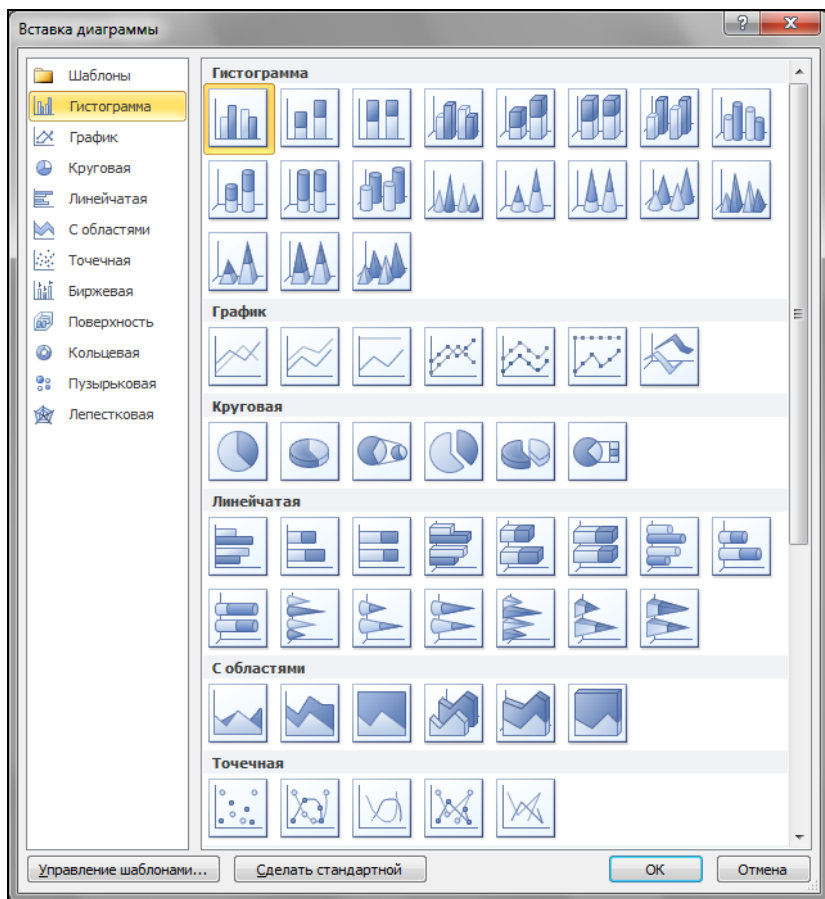 Вставка диаграммы
Шаблоны
Гистограмма
График
Круговая
Линейчатая
С областями
Точечная
Биржевая
Поверхность
Кольцевая
Пузырьковая
Лепестковая
Гистограмма
График
Круговая
Линейчатая
С областями
Точечная
Управление шаблонами...
Сделать стандартной
ОК
Отмена